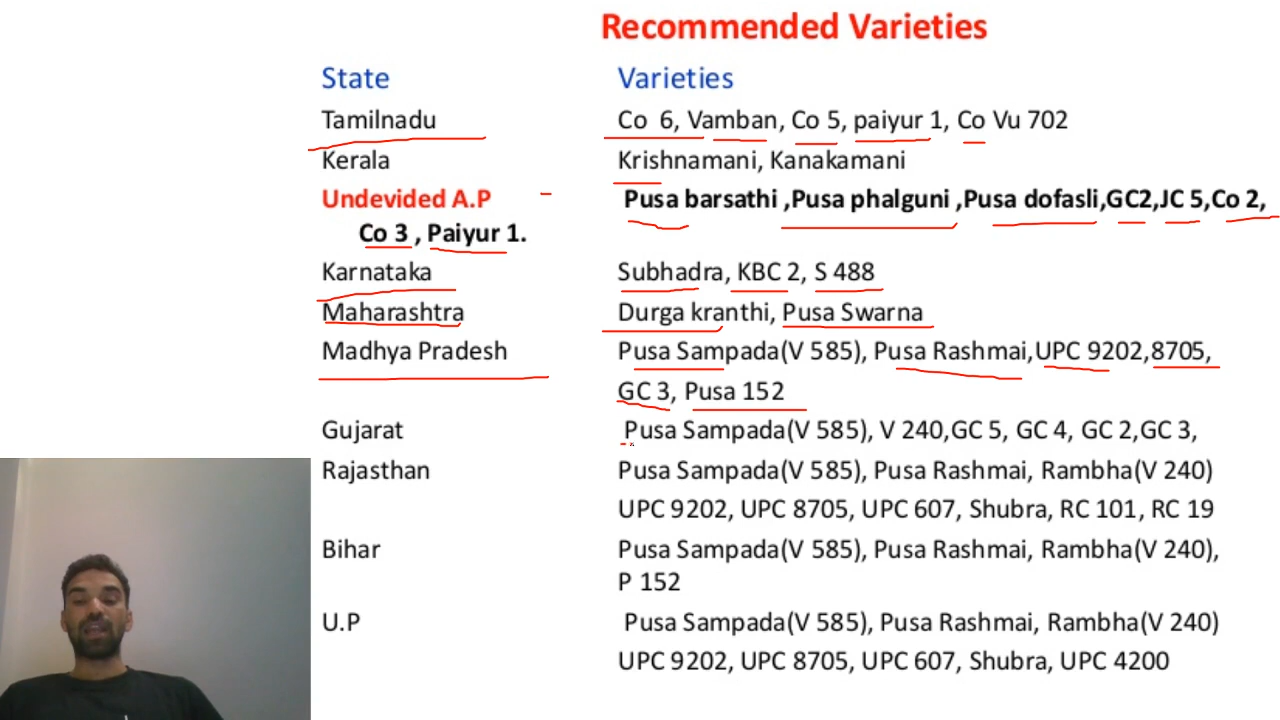 Recommended Varieties
State Varieties
Tamilnadu Co 6, Vamban, Co 5, paiyur 1, Co Vu 702
Kerala Krishnamani, Kanakamani
Undevided A.P Pusa barsathi ,Pusa phalguni ,Pusa dofasli,GC2,JC 5,Co 2,
Co 3 , Paiyur 1.
Karnataka Subhadra, KBC 2, S 488
Maharashtra Durga kranthi, Pusa Swarna
Madhya Pradesh Pusa Sampada(V 585), Pusa Rashmai,UPC 9202,8705,
GC 3, Pusa 152
Gujarat Pusa Sampada(V 585), V 240,GC 5, GC 4, GC 2,GC 3,
Rajasthan Pusa Sampada(V 585), Pusa Rashmai, Rambha(V 240)
UPC 9202, UPC 8705, UPC 607, Shubra, RC 101, RC 19
Bihar Pusa Sampada(V 585), Pusa Rashmai, Rambha(V 240),
P 152
U.P Pusa Sampada(V 585), Pusa Rashmai, Rambha(V 240)
UPC 9202, UPC 8705, UPC 607, Shubra, UPC 4200